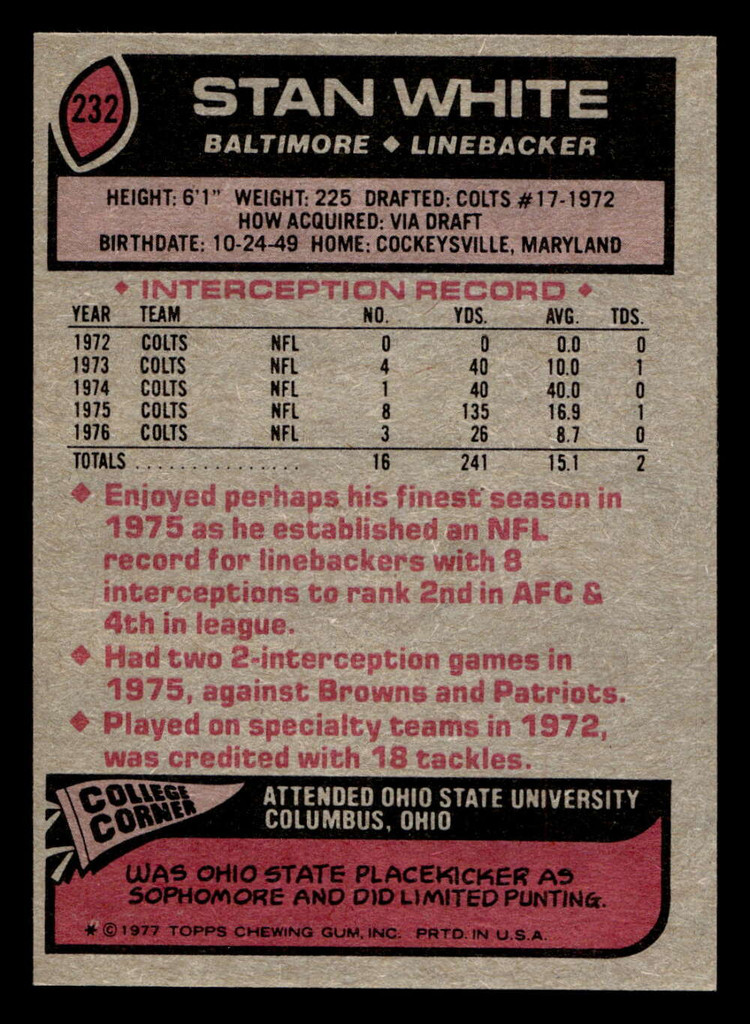 232
STAN WHITE
BALTIMORE ◆ LINEBACKER
HEIGHT: 6'1" WEIGHT: 225 DRAFTED: COLTS #17-1972
HOW ACQUIRED: VIA DRAFT
BIRTHDATE: 10-24-49 HOME: COCKEYSVILLE, MARYLAND
◆ INTERCEPTION RECORD ◆
YEAR TEAM NO. YDS. AVG. TDS.
1972 COLTS NFL 0 0 0.0 0
1973 COLTS NFL 4 40 10.0 1
1974 COLTS NFL 1 40 40.0 0
1975 COLTS NFL 8 135 16.9 1
1976 COLTS NFL 3 26 8.7 0
TOTALS ................ 16 241 15.1 2
◆ Enjoyed perhaps his finest season in
1975 as he established an NFL
record for linebackers with 8
interceptions to rank 2nd in AFC &
4th in league.
◆ Had two 2-interception games in
1975, against Browns and Patriots.
◆ Played on specialty teams in 1972,
was credited with 18 tackles.
COLLEGE
CORNER
ATTENDED OHIO STATE UNIVERSITY
COLUMBUS, OHIO
WAS OHIO STATE PLACEKICKER AS
SOPHOMORE AND DID LIMITED PUNTING.
* © 1977 TOPPS CHEWING GUM, INC. PRTD. IN U.S.A.